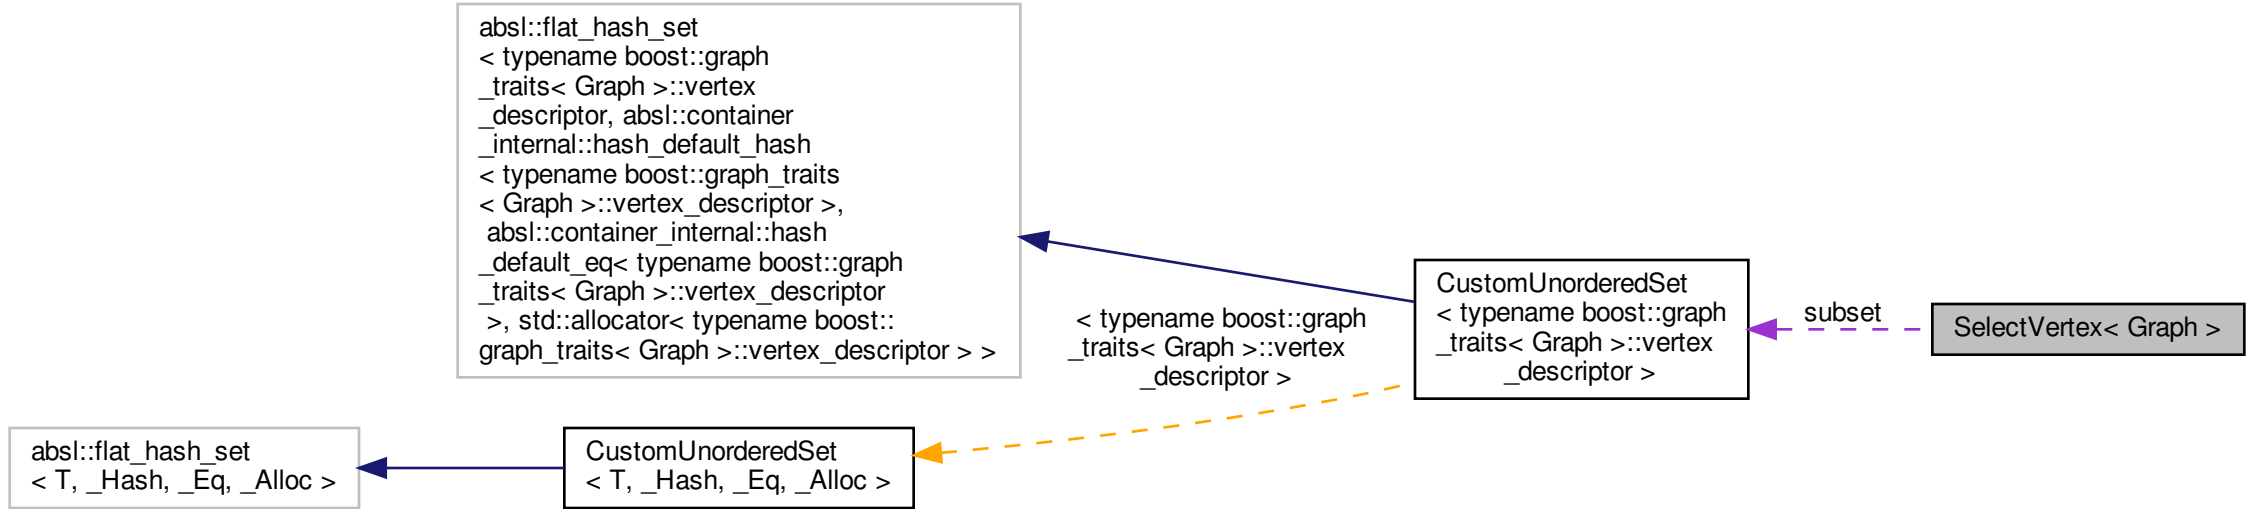 absl::flat_hash_set
< typename boost::graph
_traits< Graph >::vertex
_descriptor, absl::container
_internal::hash_default_hash
< typename boost::graph_traits
< Graph >::vertex_descriptor >,
absl::container_internal::hash
_default_eq< typename boost::graph
_traits< Graph >::vertex_descriptor
>, std::allocator< typename boost::
graph_traits< Graph >::vertex_descriptor > >
< typename boost::graph
_traits< Graph >::vertex
_descriptor >
CustomUnorderedSet
< typename boost::graph
_traits< Graph >::vertex
_descriptor >
subset
SelectVertex< Graph >
absl::flat_hash_set
< T, _Hash, _Eq, _Alloc >
CustomUnorderedSet
< T, _Hash, _Eq, _Alloc >